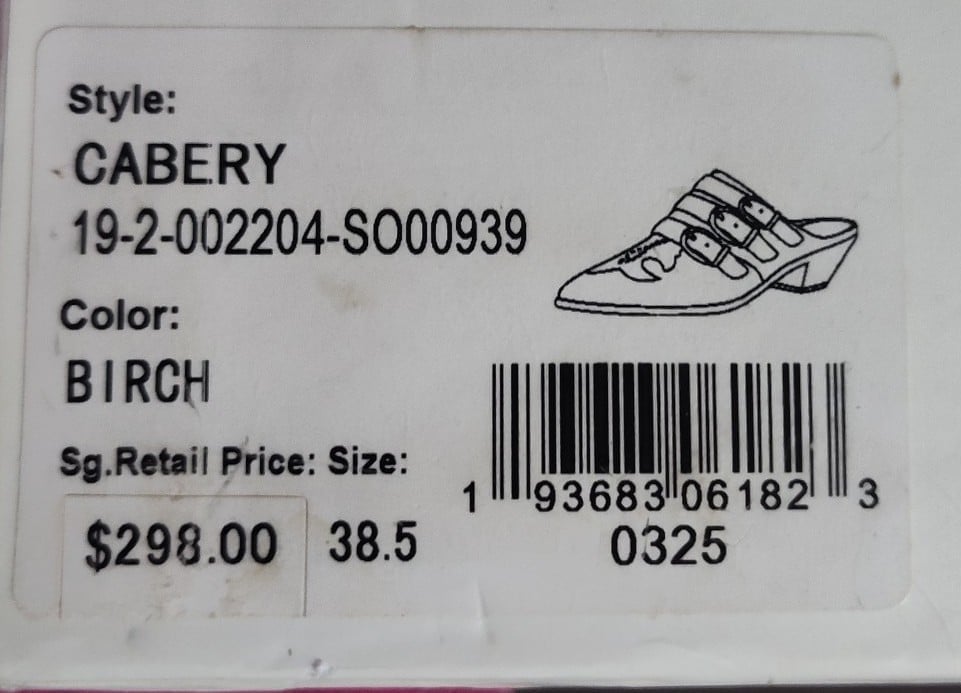 Style:
CABERY
19-2-002204-SO00939
Color:
BIRCH
Sg.Retail Price: Size:
$298.00 38.5
1 93683 06182 3
0325